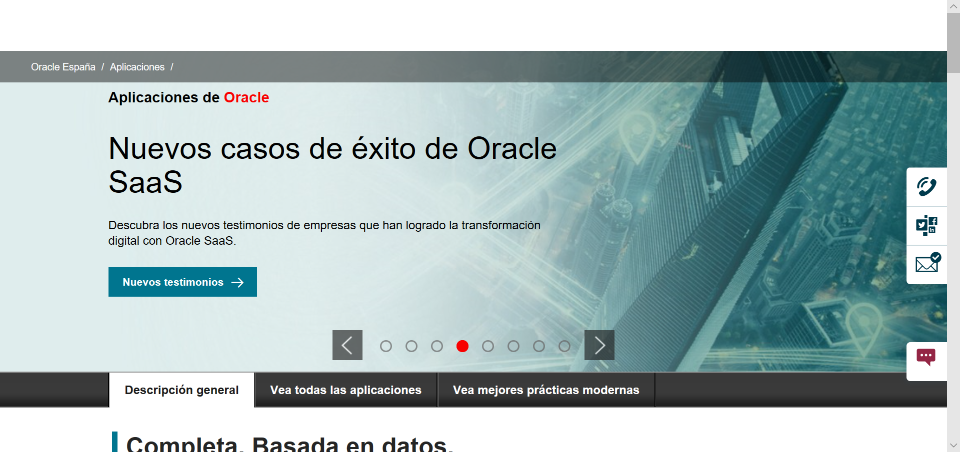 Oracle España / Aplicaciones /
Aplicaciones de Oracle
Nuevos casos de éxito de Oracle
SaaS
Descubra los nuevos testimonios de empresas que han logrado la transformación
digital con Oracle SaaS.
Nuevos testimonios
Descripción general
Vea todas las aplicaciones
Vea mejores prácticas modernas
Completa. Basada en datos.